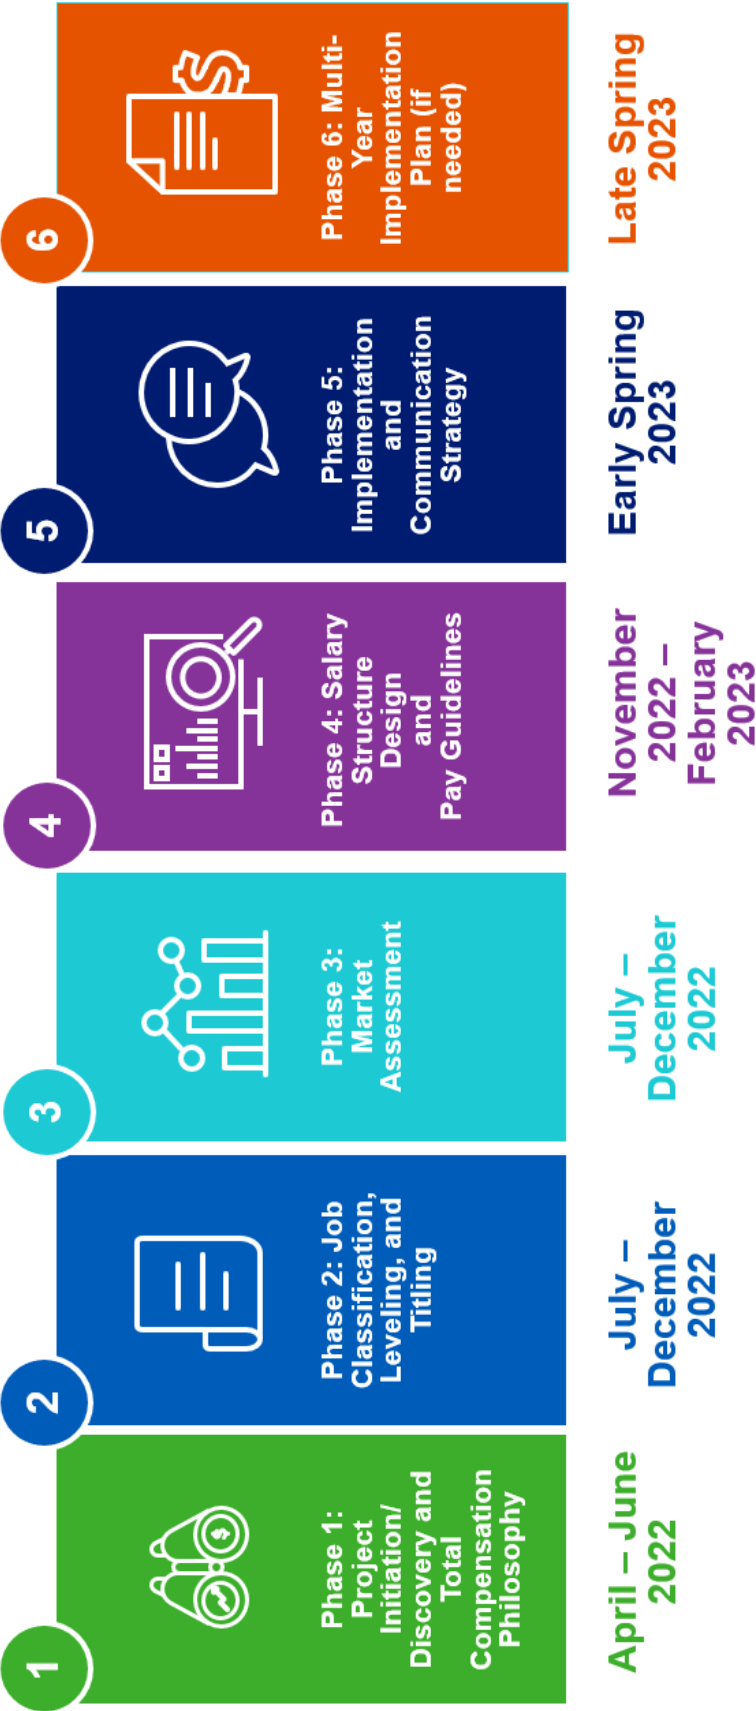 1
Phase 1:
Project
Initiation/
Discovery and
Total
Compensation
Philosophy
April – June
2022
2
Phase 2: Job
Classification,
Leveling, and
Titling
July –
December
2022
3
Phase 3:
Market
Assessment
July –
December
2022
4
Phase 4: Salary
Structure
Design
and
Pay Guidelines
November
2022 –
February
2023
5
Phase 5:
Implementation
and
Communication
Strategy
Early Spring
2023
6
Phase 6: Multi-
Year
Implementation
Plan (if
needed)
Late Spring
2023